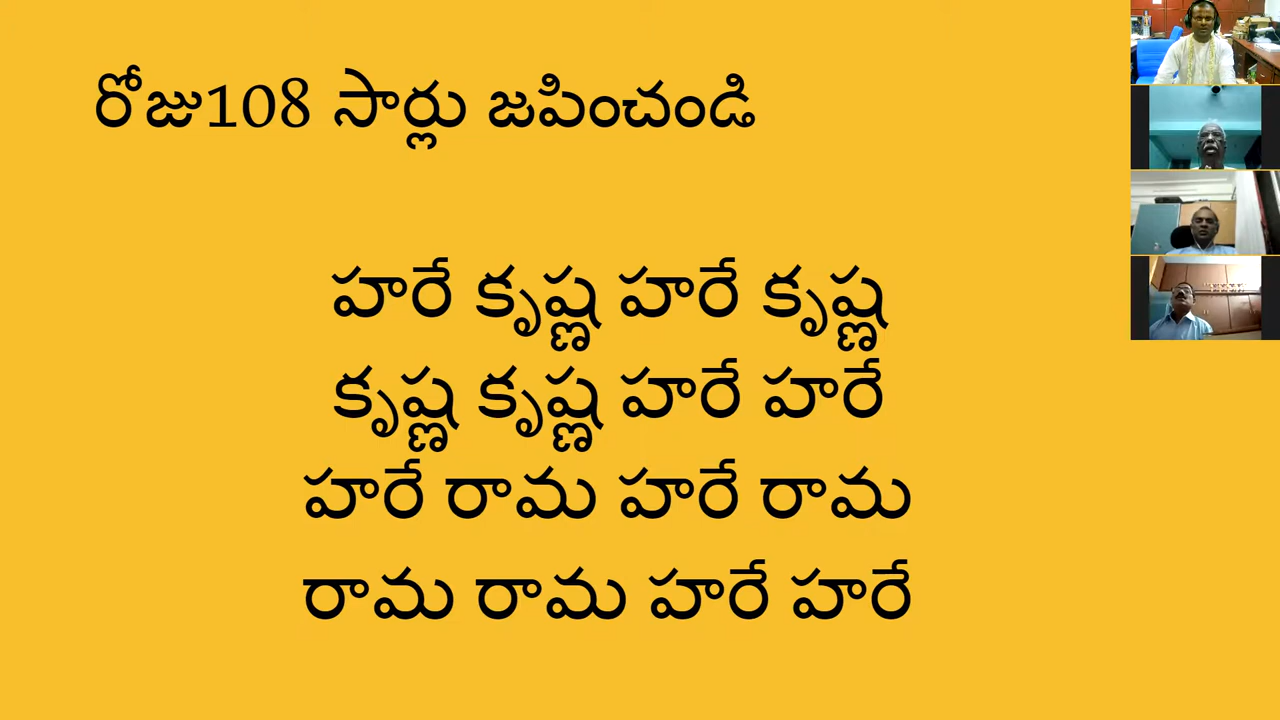 రోజు108 సార్లు జపించండి
హరే కృష్ణ హరే కృష్ణ
కృష్ణ కృష్ణ హరే హరే
హరే రామ హరే రామ
రామ రామ హరే హరే